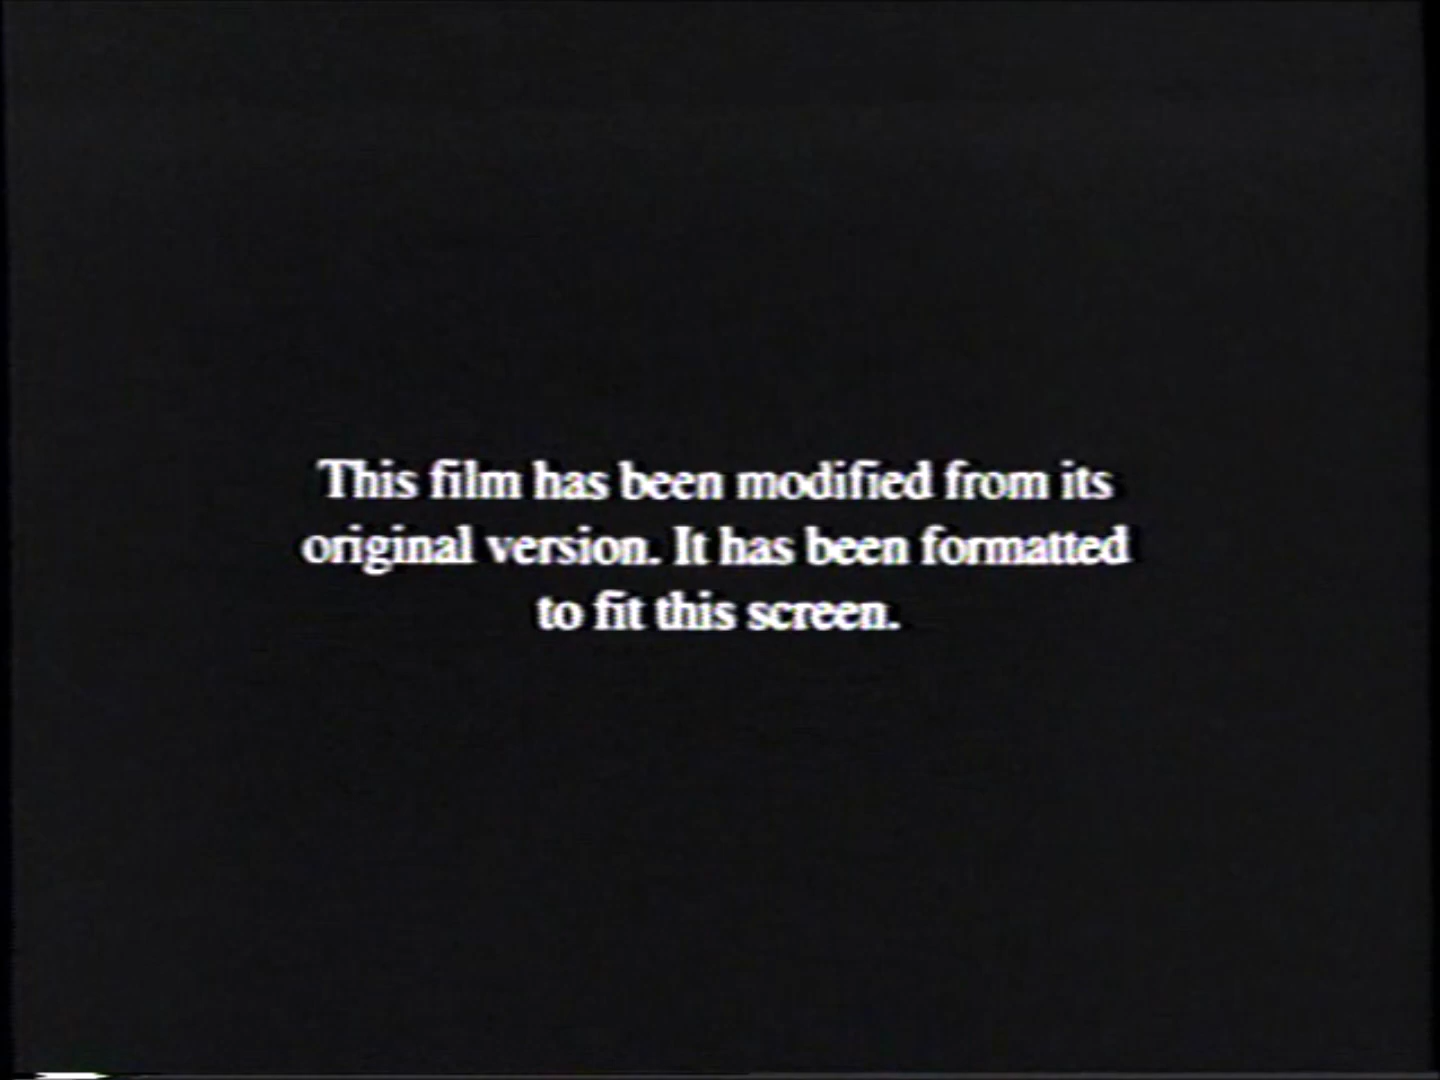 This film has been modified from its
original version. It has been formatted
to fit this screen.